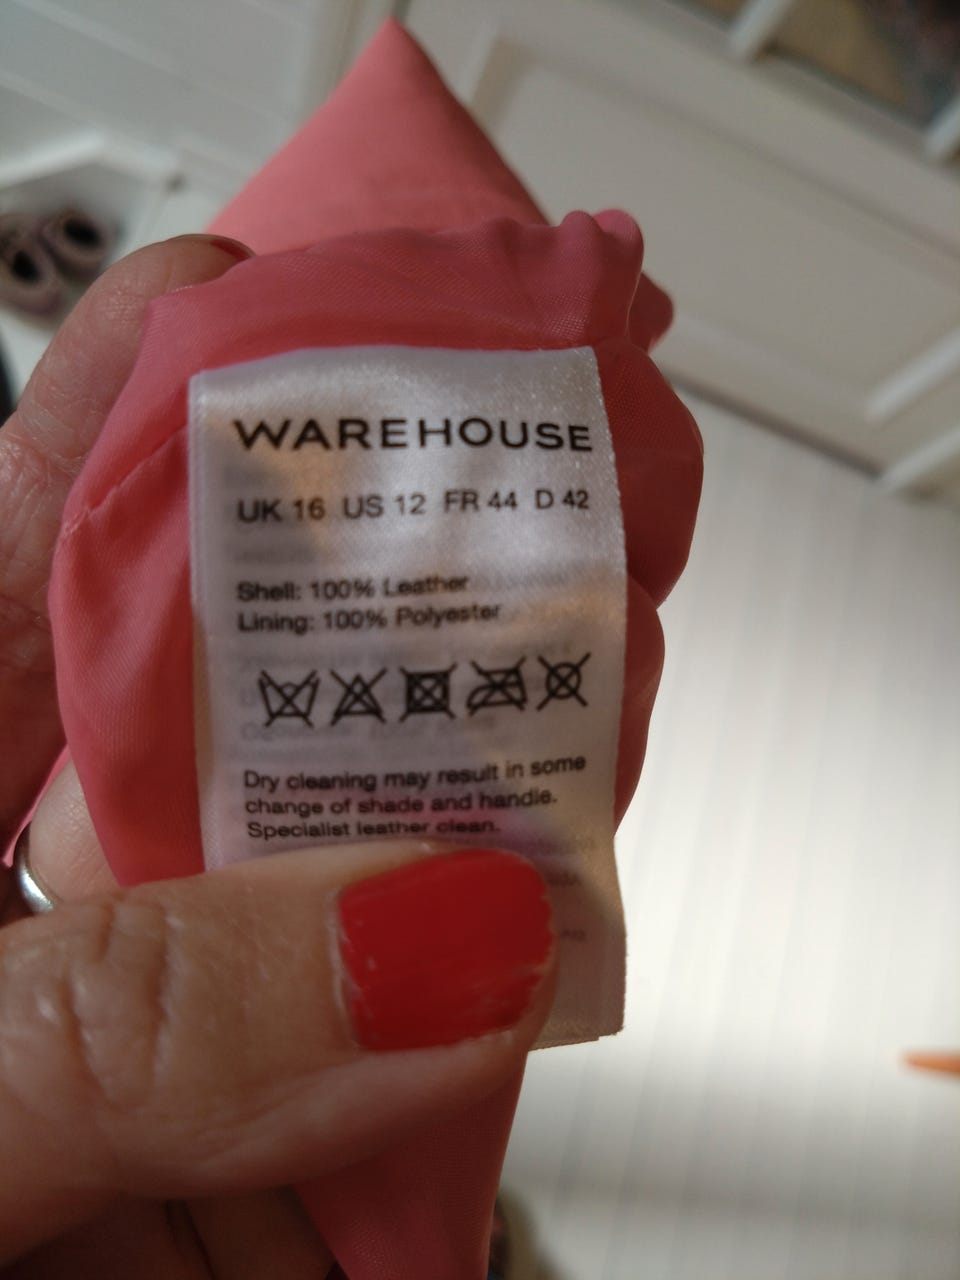 WAREHOUSE
UK 16 US 12 FR 44 D 42
Shell: 100% Leather
Lining: 100% Polyester
Dry cleaning may result in some
change of shade and handle.
Specialist leather clean.